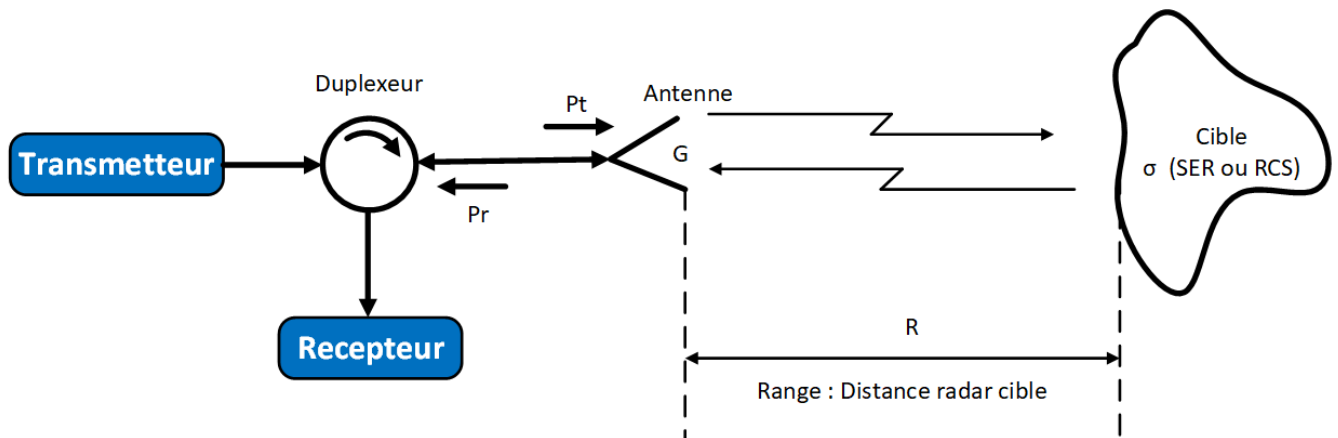 Duplexeur
Pt
Antenne
Transmetteur
G
Cible
σ (SER ou RCS)
Pr
Recepteur
R
Range : Distance radar cible